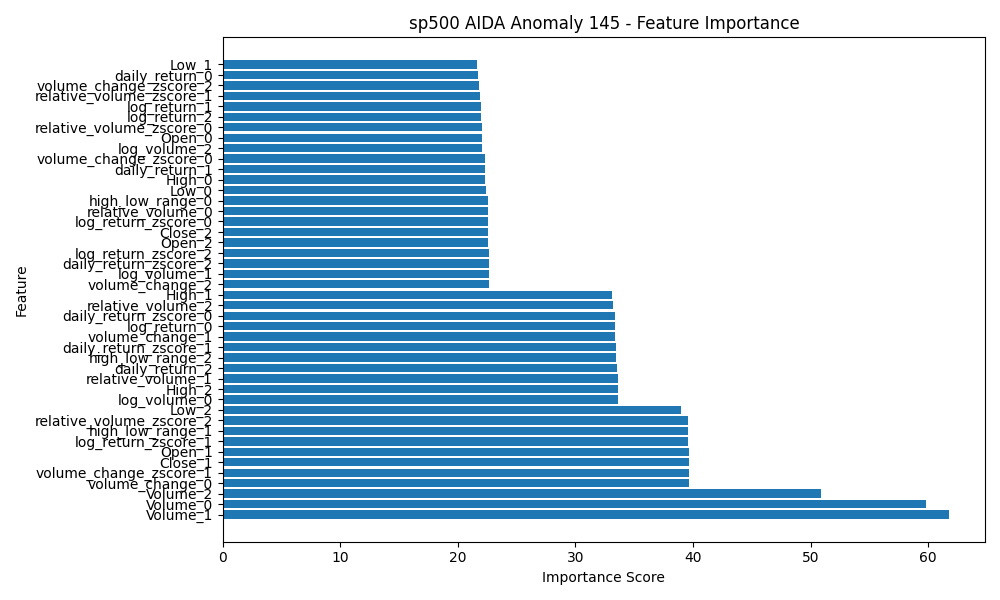 sp500 AIDA Anomaly 145 - Feature Importance
Low_1
daily_return_0
volume_change_zscore_2
relative_volume_zscore_1
log_return_1
log_return_2
relative_volume_zscore_0
Open_0
log_volume_2
volume_change_zscore_0
daily_return_1
High_0
Low_0
high_low_range_0
relative_volume_0
log_return_zscore_0
Close_2
Open_2
log_return_zscore_2
daily_return_zscore_2
log_volume_1
volume_change_2
High_1
relative_volume_2
daily_return_zscore_0
log_return_0
volume_change_1
daily_return_zscore_1
high_low_range_2
daily_return_2
relative_volume_1
High_2
log_volume_0
Low_2
relative_volume_zscore_2
high_low_range_1
log_return_zscore_1
Open_1
Close_1
volume_change_zscore_1
volume_change_0
Volume_2
Volume_0
Volume_1
Feature
0 10 20 30 40 50 60
Importance Score